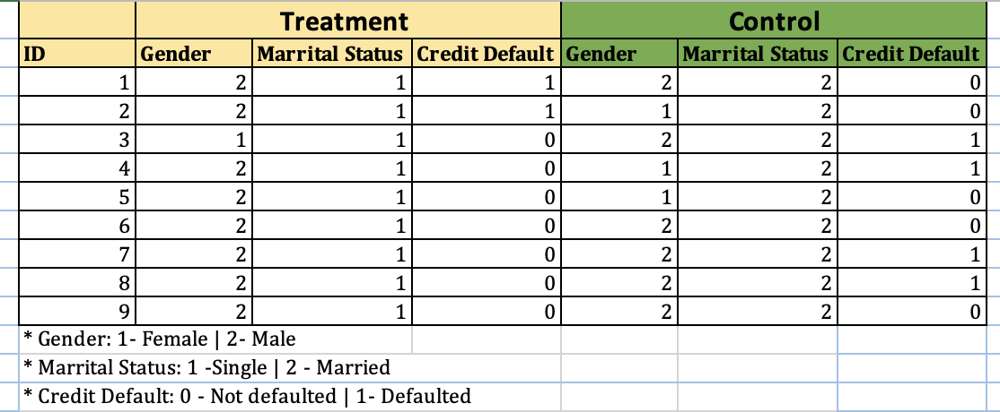 Treatment Control
ID Gender Marrital Status Credit Default Gender Marrital Status Credit Default
1 2 1 1 2 2 0
2 2 1 1 1 2 0
3 1 1 0 2 2 1
4 2 1 0 1 2 1
5 2 1 0 1 2 0
6 2 1 0 2 2 0
7 2 1 0 2 2 1
8 2 1 0 2 2 1
9 2 1 0 2 2 0
* Gender: 1- Female | 2- Male
* Marrital Status: 1 -Single | 2 - Married
* Credit Default: 0 - Not defaulted | 1- Defaulted